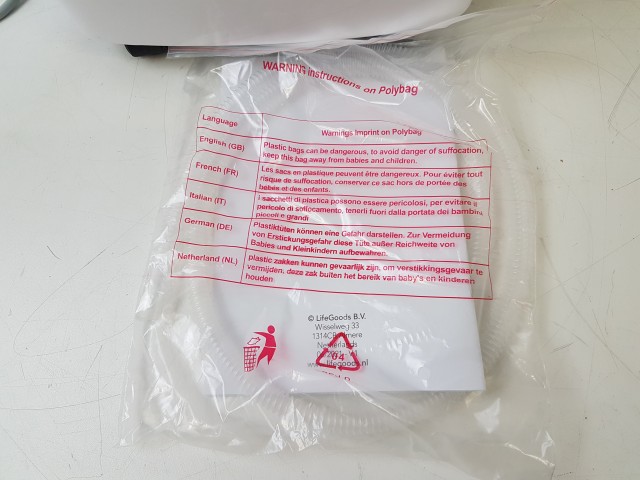 WARNING Instructions on Polybag
Language
Warnings Imprint on Polybag
English (GB)
Plastic bags can be dangerous, to avoid danger of suffocation,
keep this bag away from babies and children.
French (FR)
Les sacs en plastique peuvent être dangereux. Pour éviter tout
risque de suffocation, conserver ce sac hors de portée des
bébés et des enfants.
Italian (IT)
I sacchetti di plastica possono essere pericolosi, per evitare il
pericolo di soffocamento, tenerli fuori dalla portata dei bambini
piccoli e grandi
German (DE)
Plastiktüten können eine Gefahr darstellen. Zur Vermeidung
von Erstickungsgefahr diese Tüte außer Reichweite von
Babies und Kleinkindern aufbewahren.
Netherland (NL)
plastic zakken kunnen gevaarlijk zijn, om verstikkingsgevaar te
vermijden, deze zak buiten het bereik van baby's en kinderen
houden
© LifeGoods B.V.
Wisselweg 33
Netherlands
www.lifegoods.nl
04